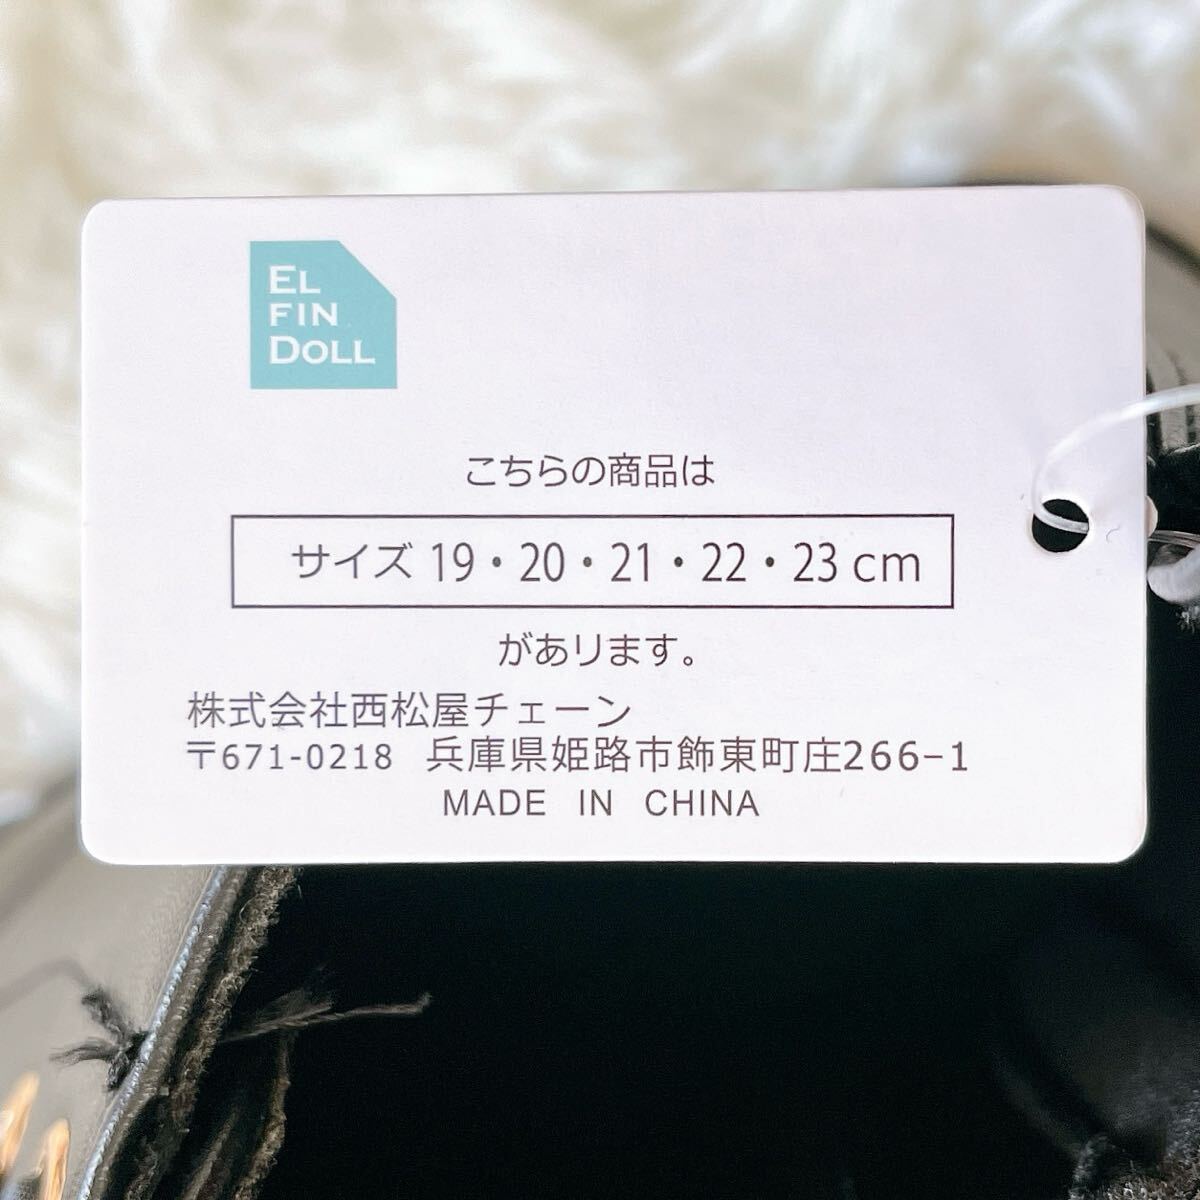 EL
FIN
DOLL
こちらの商品は
サイズ 19・20・21・22・23 cm
があります。
株式会社西松屋チェーン
〒671-0218 兵庫県姫路市飾東町庄266-1
MADE IN CHINA